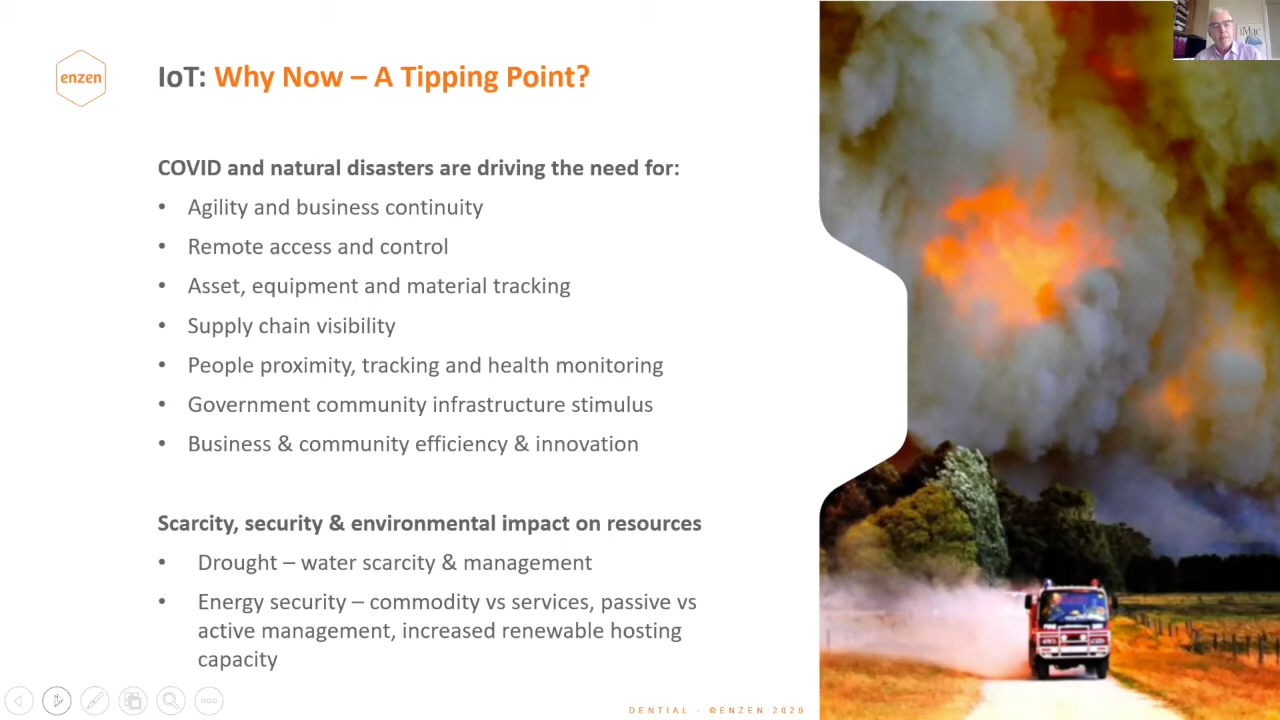 enzen
IoT: Why Now – A Tipping Point?
COVID and natural disasters are driving the need for:
• Agility and business continuity
• Remote access and control
• Asset, equipment and material tracking
• Supply chain visibility
• People proximity, tracking and health monitoring
• Government community infrastructure stimulus
• Business & community efficiency & innovation
Scarcity, security & environmental impact on resources
• Drought – water scarcity & management
• Energy security – commodity vs services, passive vs
active management, increased renewable hosting
capacity
DENTIAL - ©ENZEN 2020
iMac